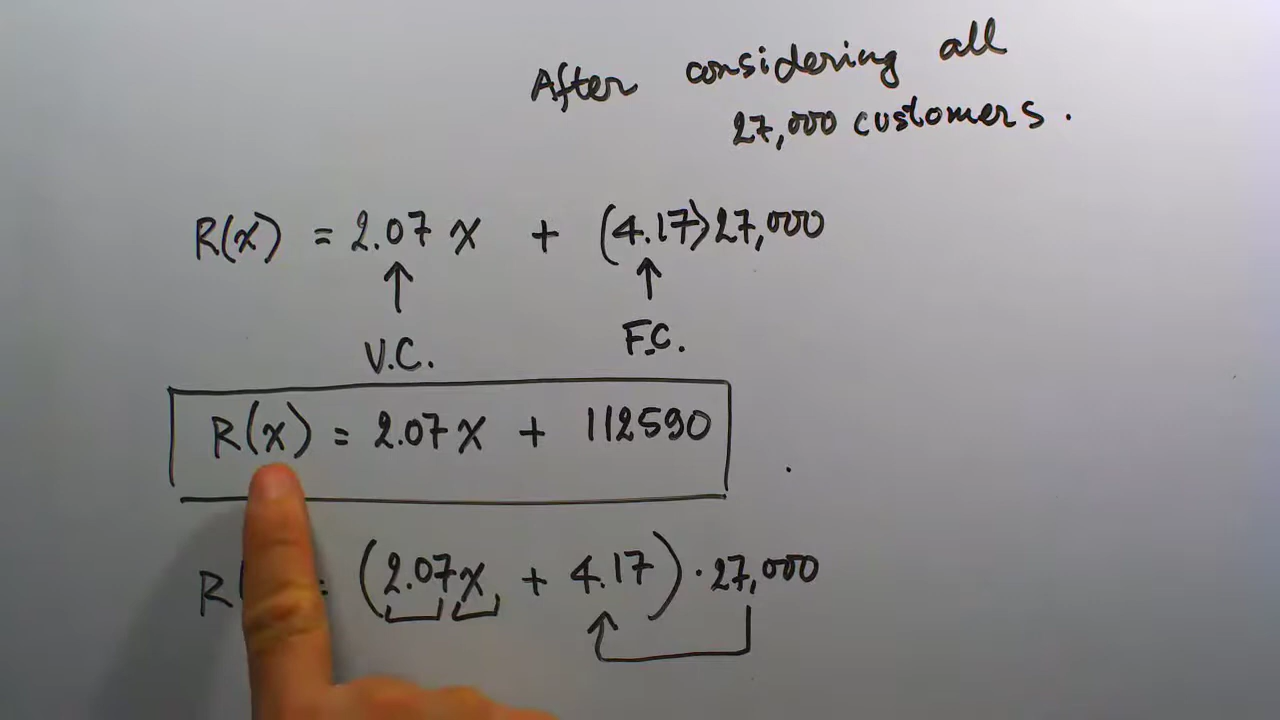 After considering all
27,000 customers.
R(x) = 2.07 x + (4.17)27,000
↑ ↑
V.C. F.C.
R(x) = 2.07 x + 112590
R = (2.07x + 4.17) · 27,000